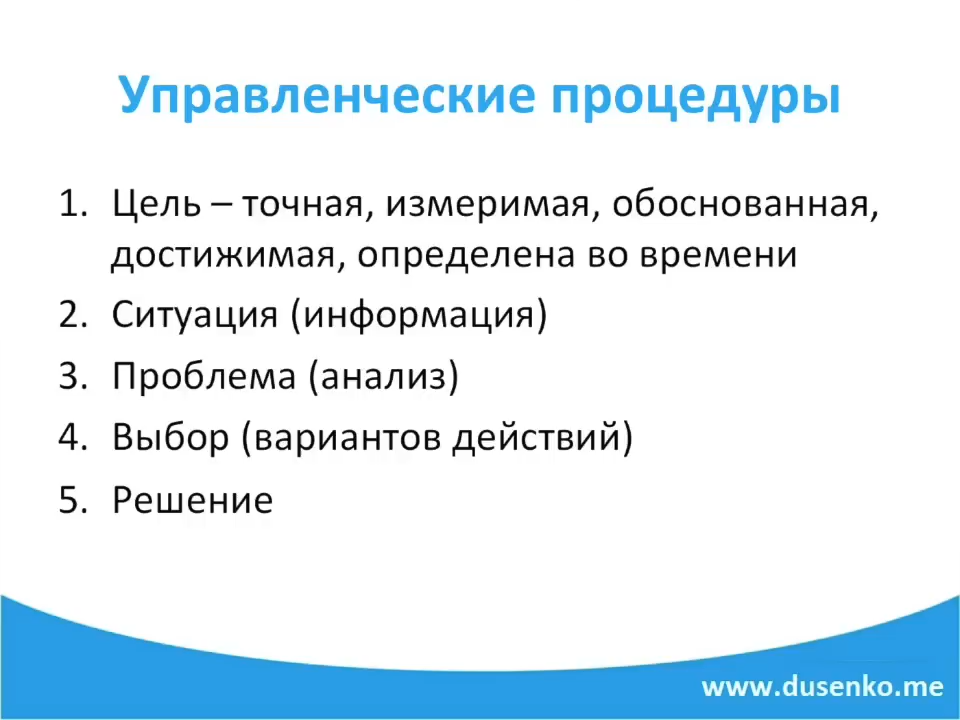 Управленческие процедуры
1. Цель – точная, измеримая, обоснованная,
достижимая, определена во времени
2. Ситуация (информация)
3. Проблема (анализ)
4. Выбор (вариантов действий)
5. Решение
www.dusenko.me